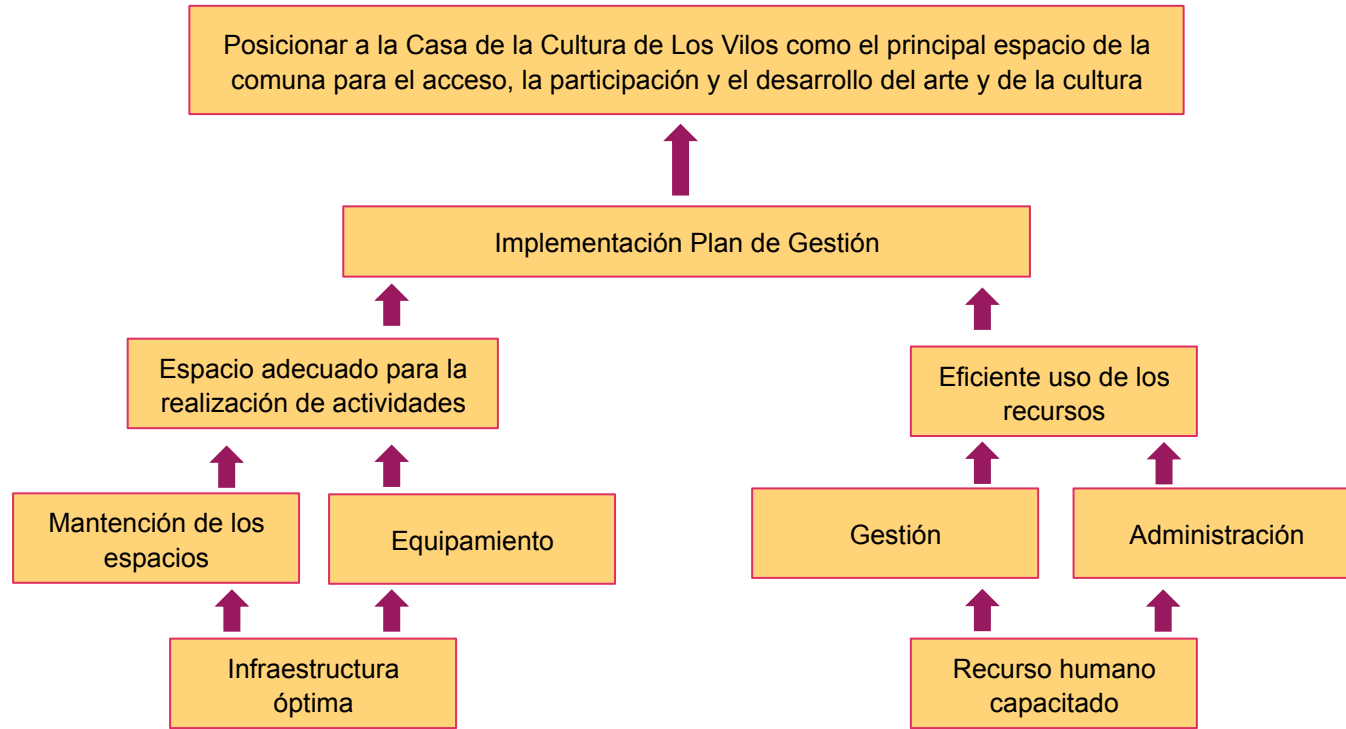 Posicionar a la Casa de la Cultura de Los Vilos como el principal espacio de la
comuna para el acceso, la participación y el desarrollo del arte y de la cultura
Implementación Plan de Gestión
Espacio adecuado para la
realización de actividades
Eficiente uso de los
recursos
Mantención de los
espacios
Equipamiento
Gestión
Administración
Infraestructura
óptima
Recurso humano
capacitado